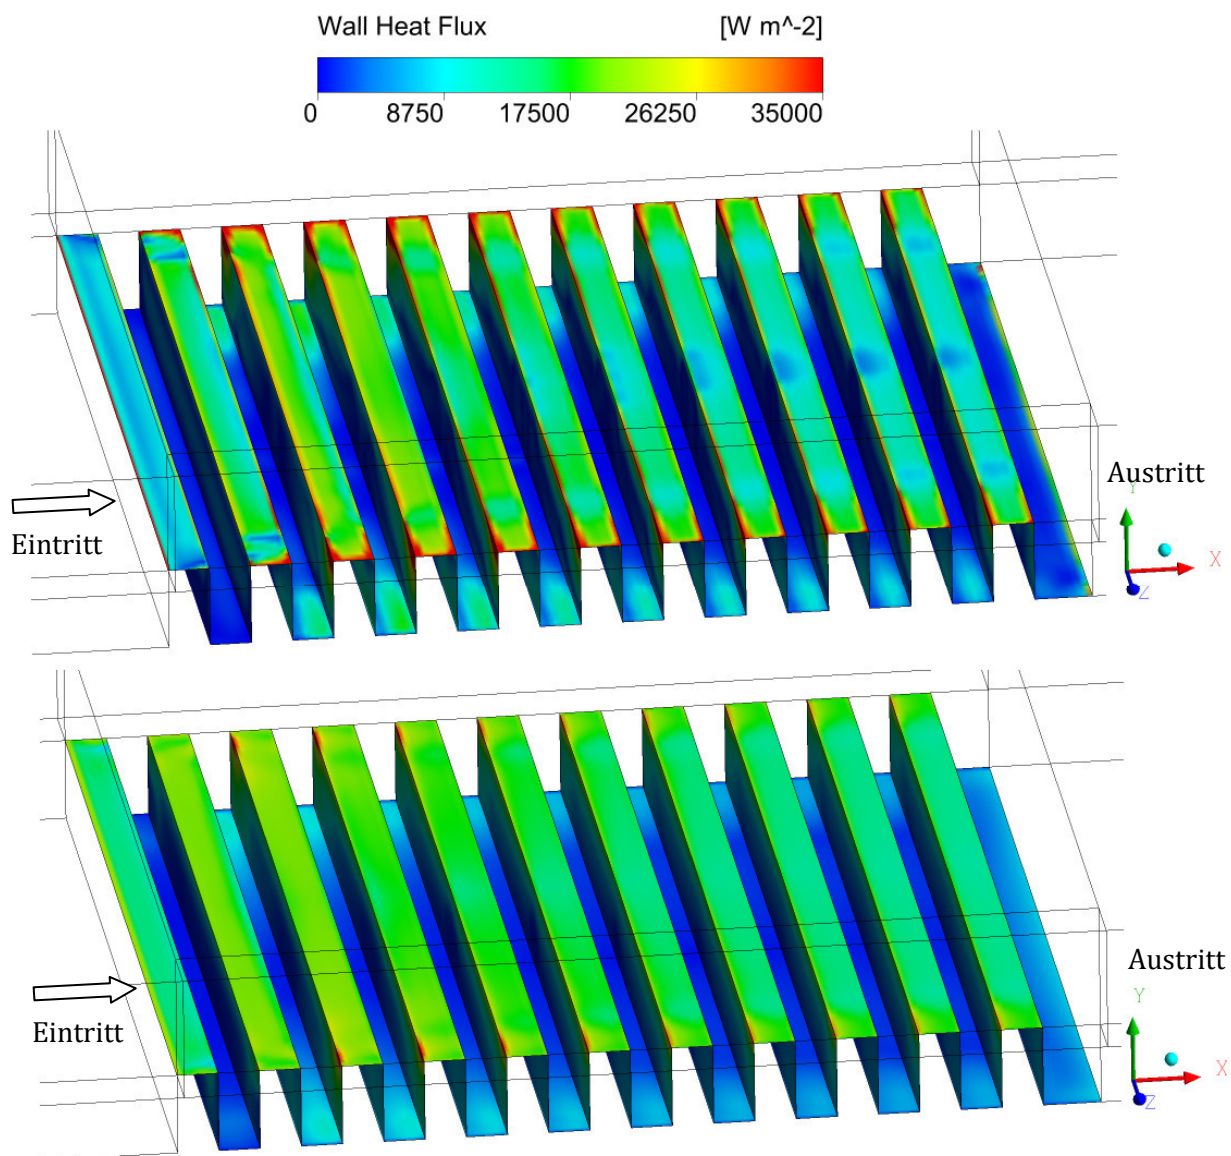 Wall Heat Flux [W m^-2]
0 8750 17500 26250 35000
Austritt
Y
Eintritt
X
Z
Austritt
Y
Eintritt
X
Z